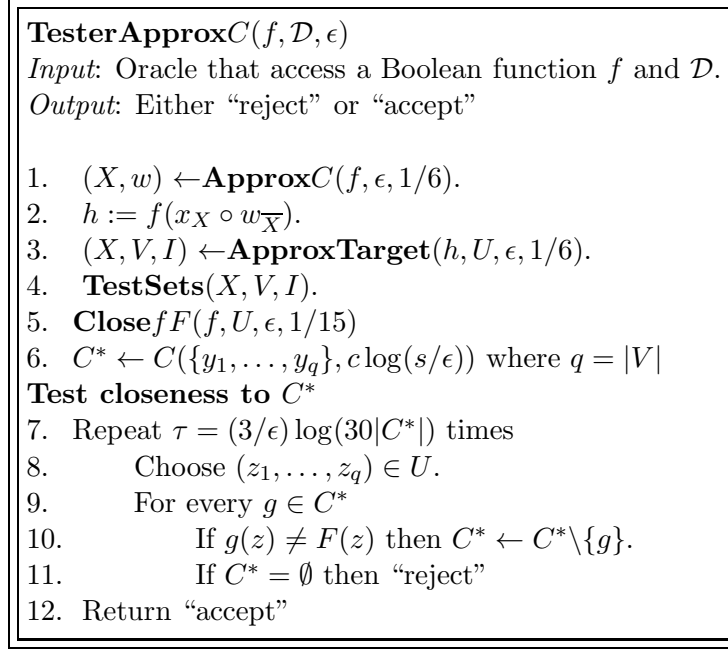 TesterApproxC(f, 𝒟, ϵ)
Input: Oracle that access a Boolean function f and 𝒟.
Output: Either “reject” or “accept”
1. (X, w) ←ApproxC(f, ϵ, 1/6).
2. h := f(x_X ∘ w_{\overline{X}}).
3. (X, V, I) ←ApproxTarget(h, U, ϵ, 1/6).
4. TestSets(X, V, I).
5. ClosefF(f, U, ϵ, 1/15)
6. C* ← C({y_1, . . . , y_q}, c log(s/ϵ)) where q = |V|
Test closeness to C*
7. Repeat τ = (3/ϵ) log(30|C*|) times
8. Choose (z_1, . . . , z_q) ∈ U.
9. For every g ∈ C*
10. If g(z) ≠ F(z) then C* ← C*\{g}.
11. If C* = ∅ then “reject”
12. Return “accept”